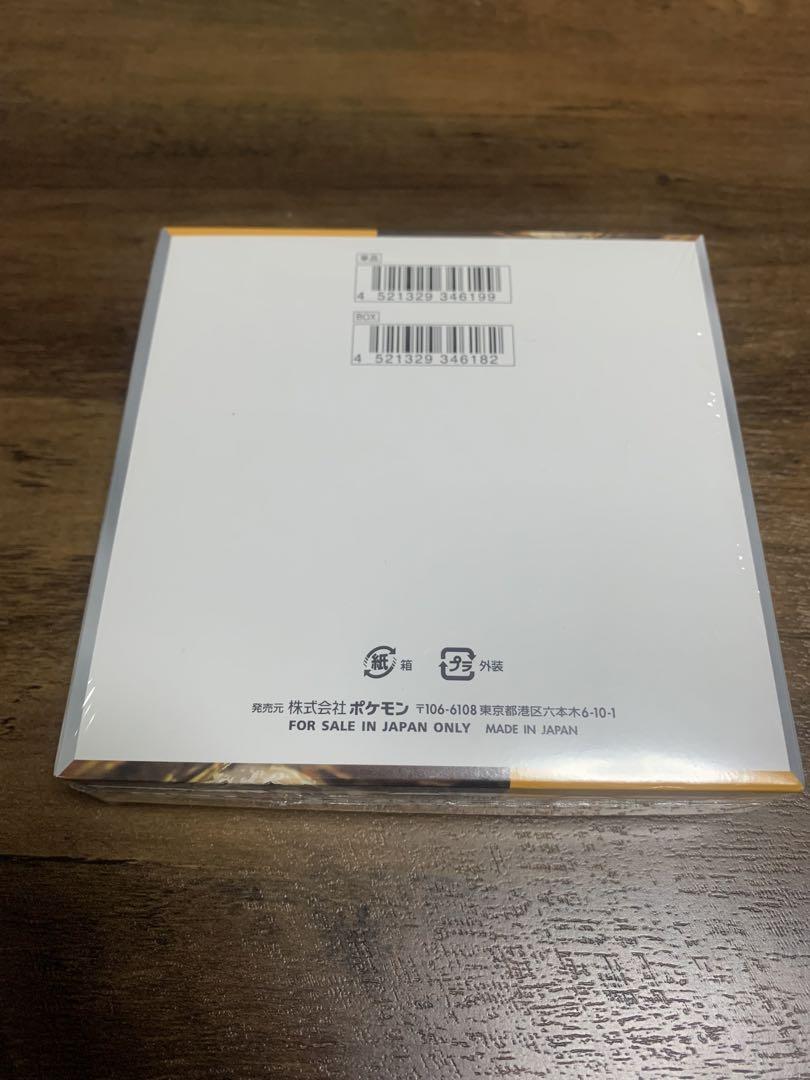 単品
4 521329 346199
BOX
4 521329 346182
紙 箱 プラ 外装
発売元 株式会社 ポケモン 〒106-6108 東京都港区六本木6-10-1
FOR SALE IN JAPAN ONLY MADE IN JAPAN